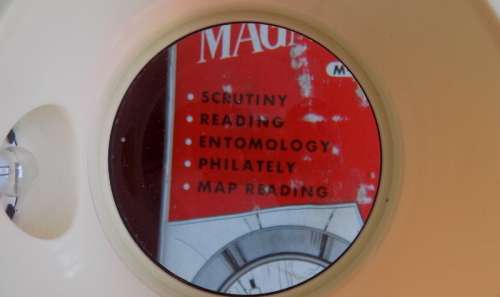 MAG
M
• SCRUTINY
• READING
• ENTOMOLOGY
• PHILATELY
• MAP READING